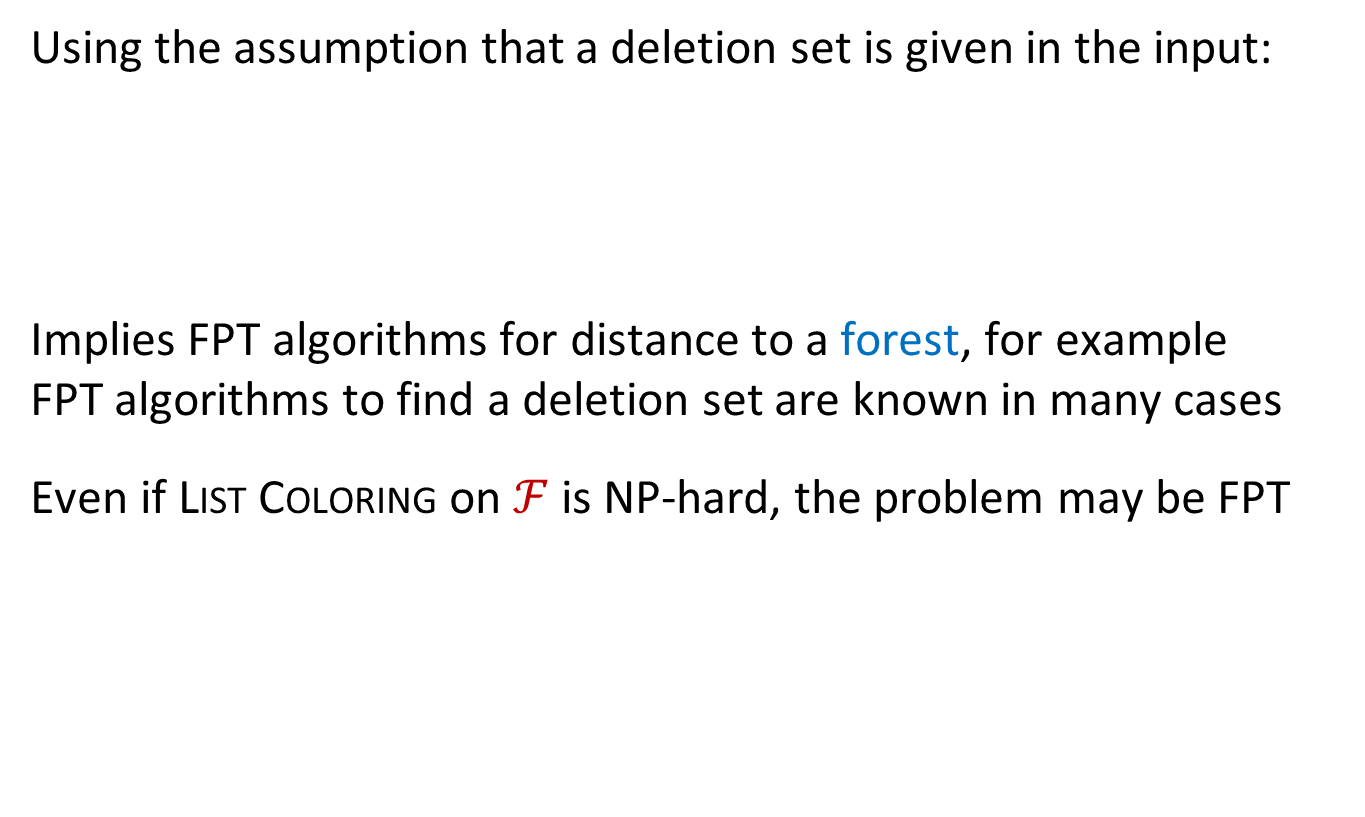 Using the assumption that a deletion set is given in the input:
Implies FPT algorithms for distance to a forest, for example
FPT algorithms to find a deletion set are known in many cases
Even if LIST COLORING on ℱ is NP-hard, the problem may be FPT